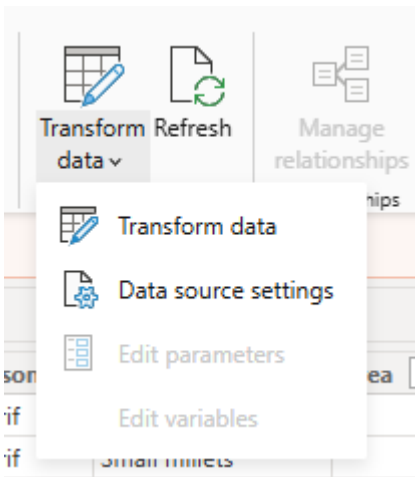 Transform
data
Refresh
Manage
relationships
Transform data
Data source settings
Edit parameters
Edit variables
Small millets